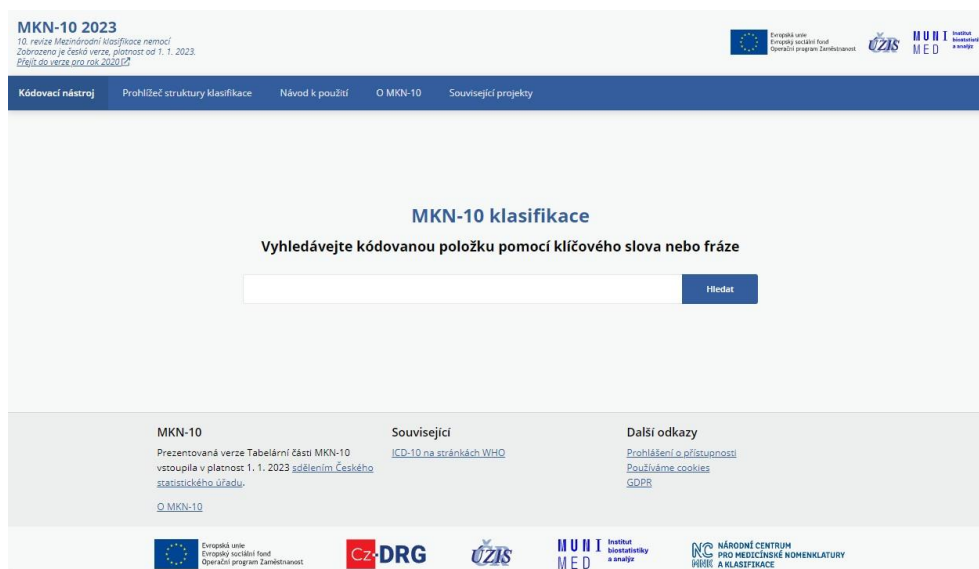 MKN-10 2023
10. revize Mezinárodní klasifikace nemocí
Zobrazena je česká verze, platnost od 1. 1. 2023.
Přejít do verze pro rok 2020
Evropská unie
Evropský sociální fond
Operační program Zaměstnanost
ÚZIS
MUNI
MED
Institut
biostatisti
a analýz
Kódovací nástroj
Prohlížeč struktury klasifikace
Návod k použití
O MKN-10
Související projekty
MKN-10 klasifikace
Vyhledávejte kódovanou položku pomocí klíčového slova nebo fráze
Hledat
MKN-10
Prezentovaná verze Tabelární části MKN-10
vstoupila v platnost 1. 1. 2023 sdělením Českého
statistického úřadu.
O MKN-10
Související
ICD-10 na stránkách WHO
Další odkazy
Prohlášení o přístupnosti
Používáme cookies
GDPR
Evropská unie
Evropský sociální fond
Operační program Zaměstnanost
Cz-DRG
ÚZIS
MUNI
MED
Institut
biostatistiky
a analýz
NÁRODNÍ CENTRUM
PRO MEDICÍNSKÉ NOMENKLATURY
A KLASIFIKACE